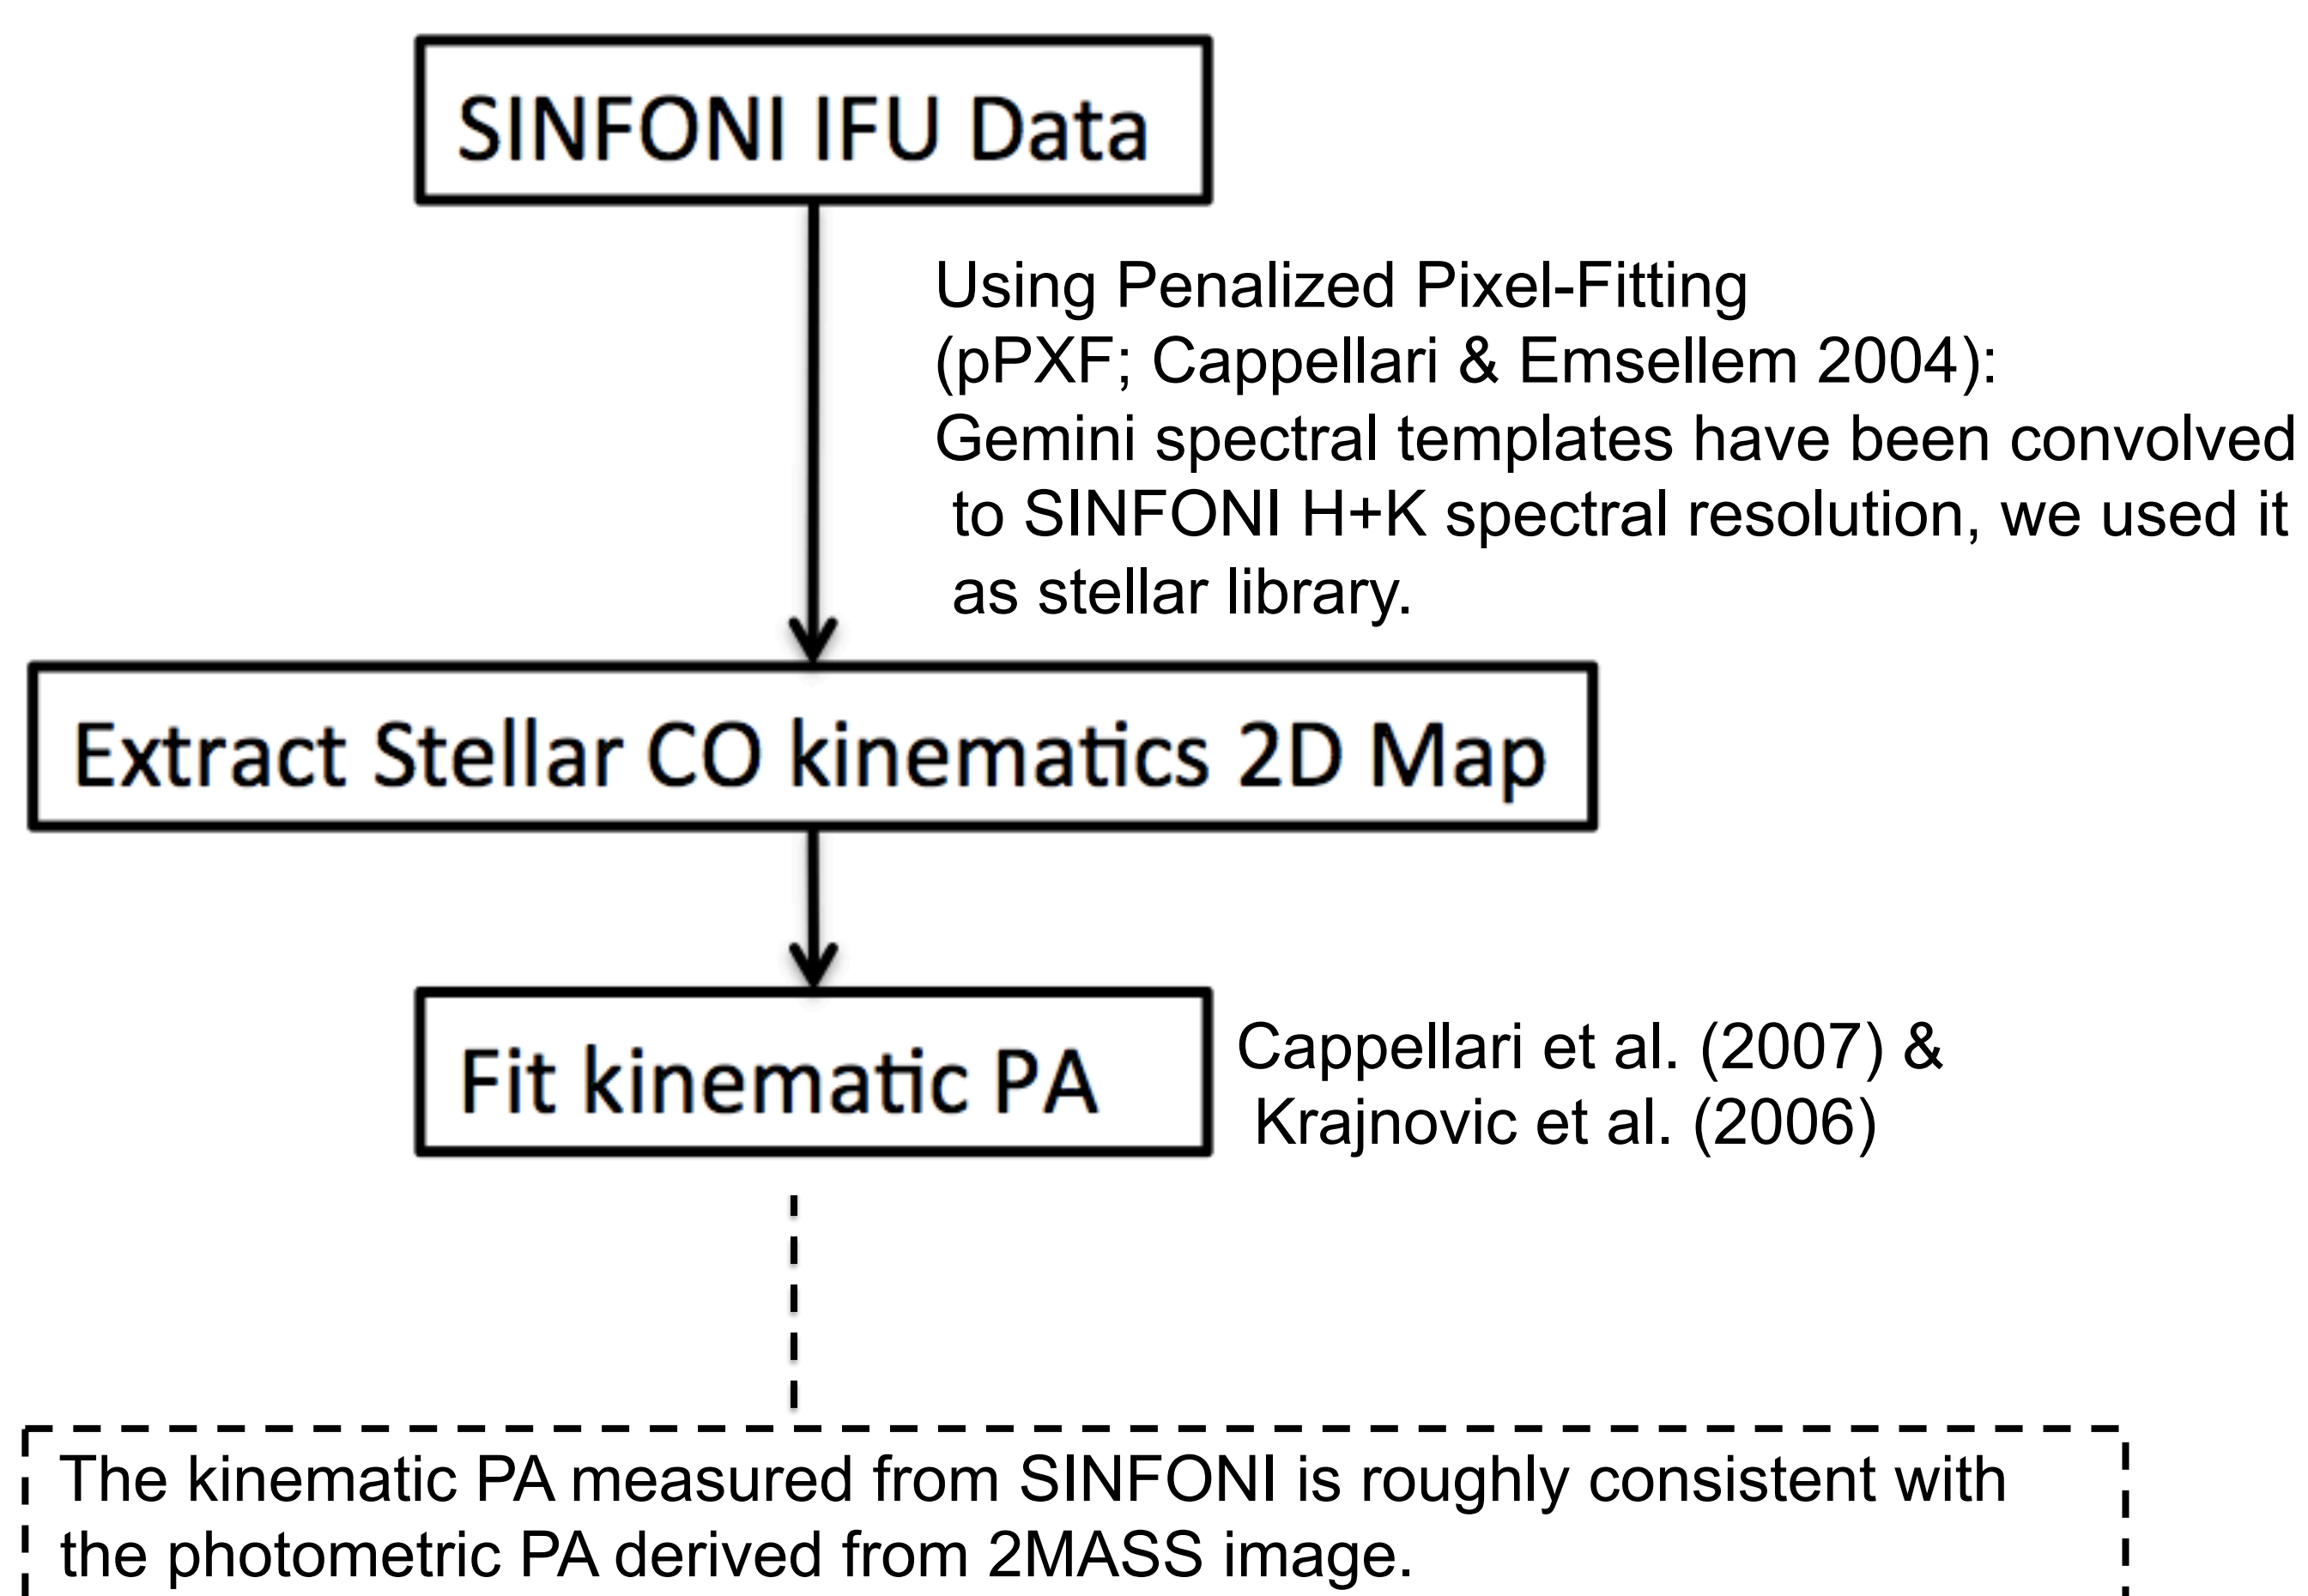 SINFONI IFU Data
Using Penalized Pixel-Fitting
(pPXF; Cappellari & Emsellem 2004):
Gemini spectral templates have been convolved
to SINFONI H+K spectral resolution, we used it
as stellar library.
Extract Stellar CO kinematics 2D Map
Fit kinematic PA
Cappellari et al. (2007) &
Krajnovic et al. (2006)
The kinematic PA measured from SINFONI is roughly consistent with
the photometric PA derived from 2MASS image.